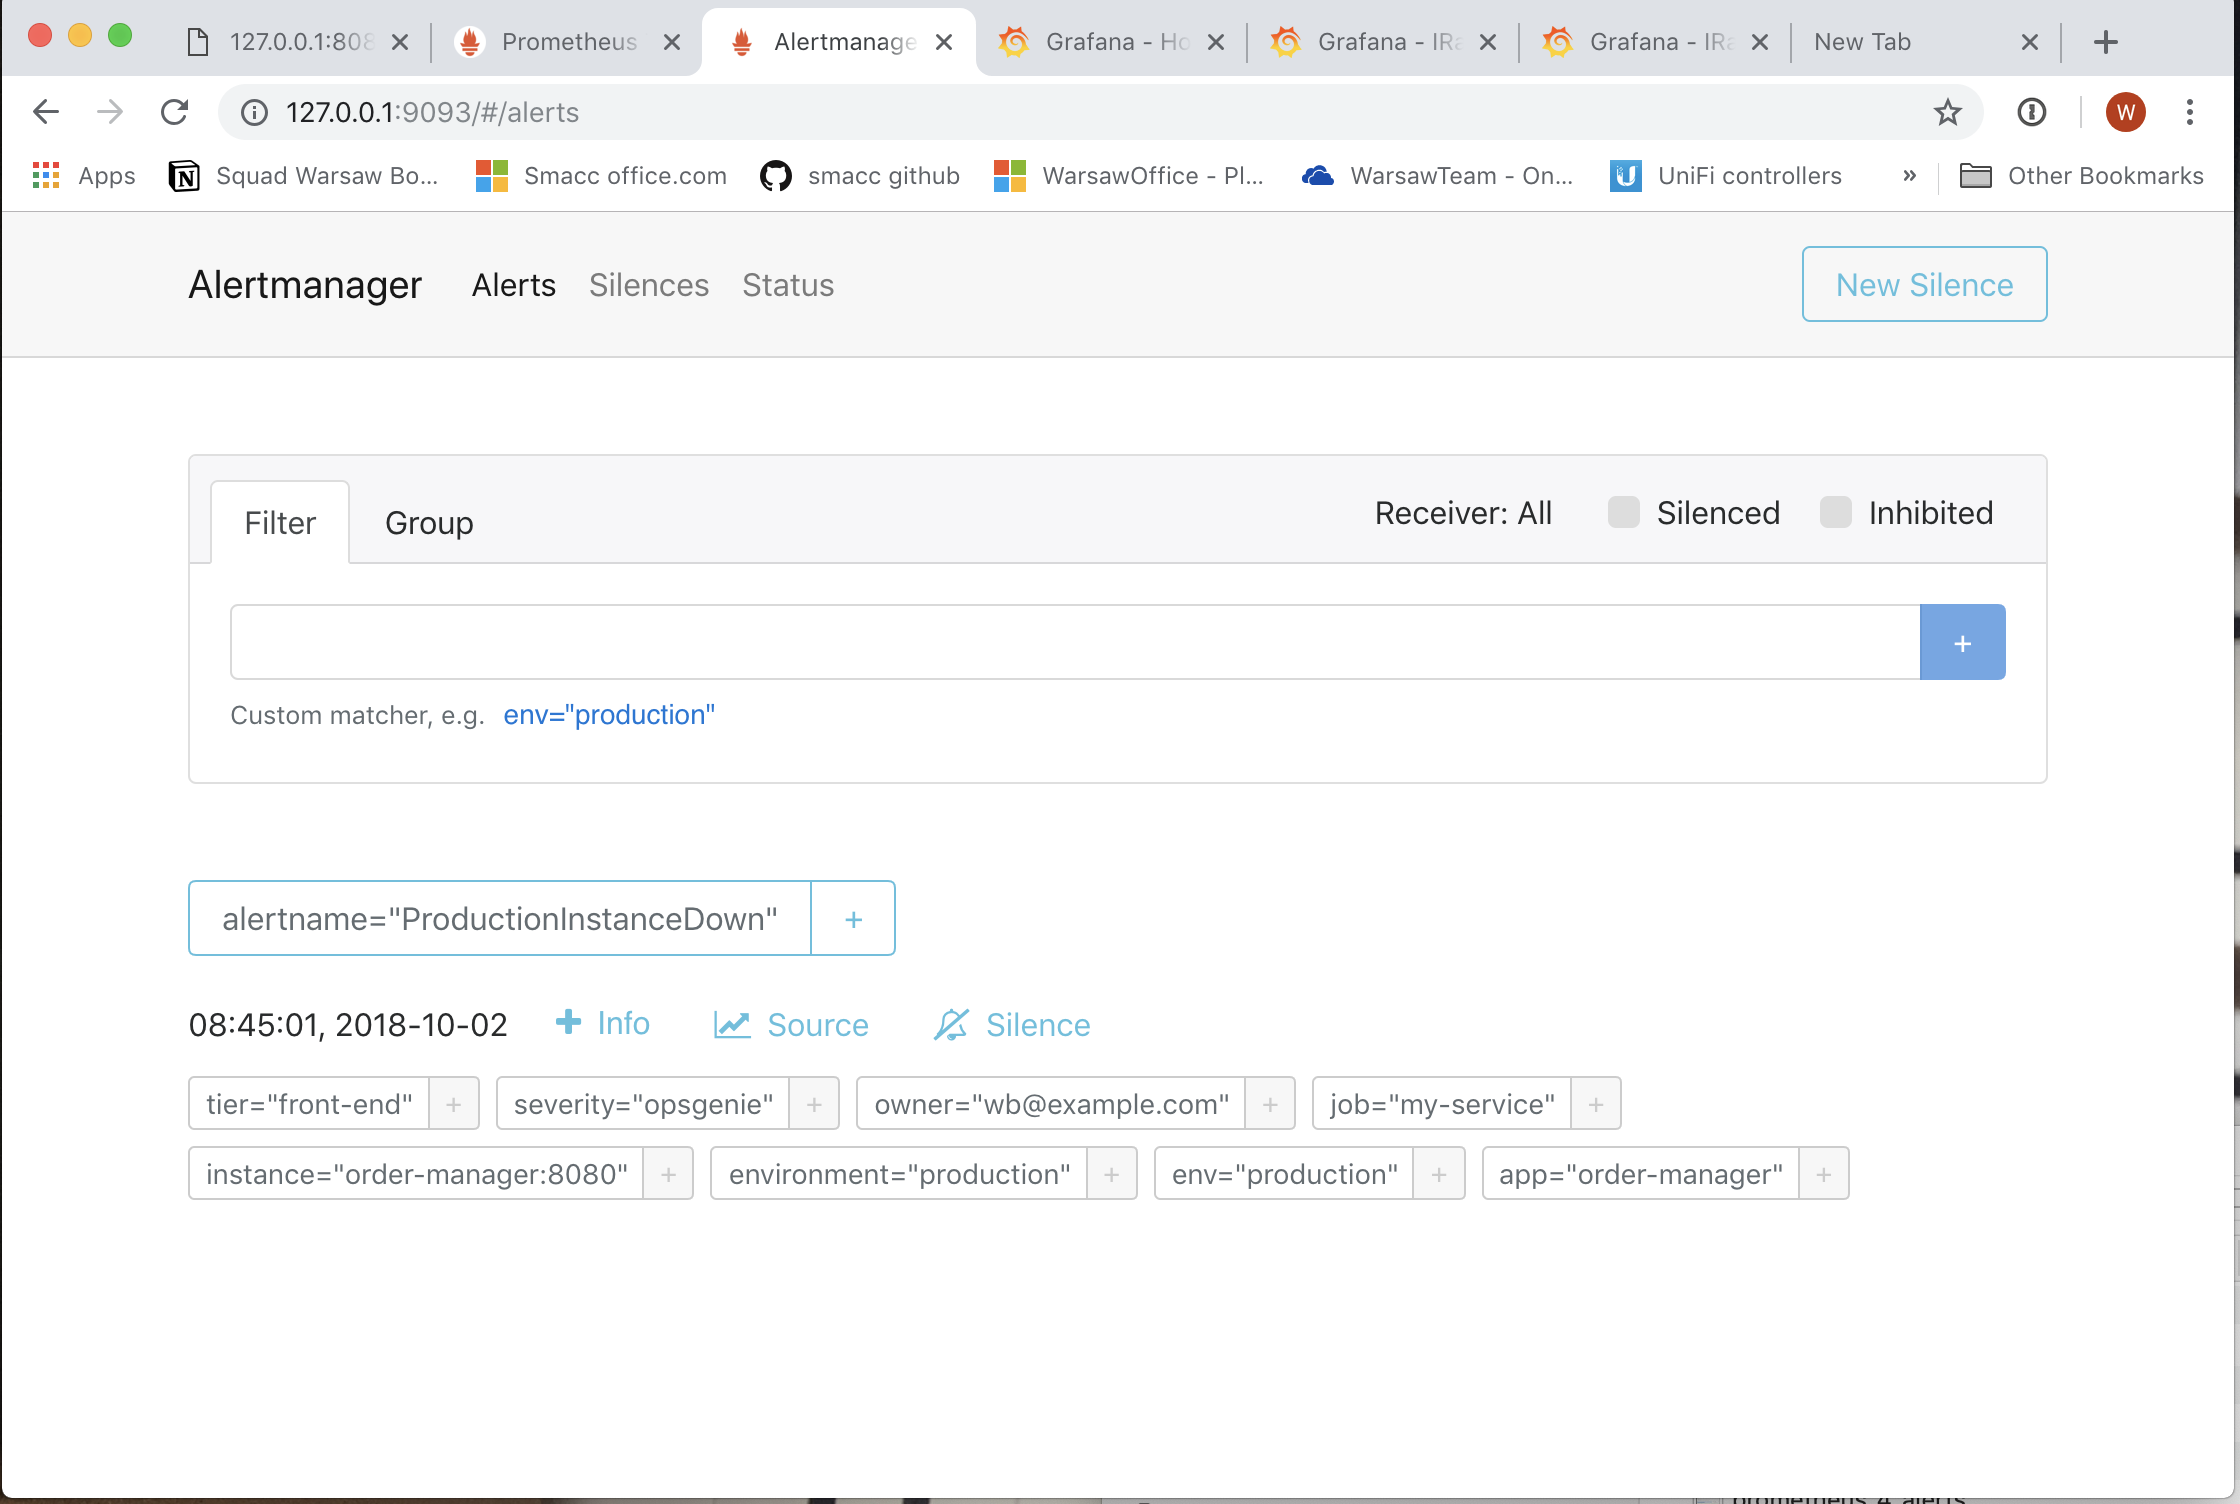 127.0.0.1:808 Prometheus Alertmanage Grafana - Ho Grafana - IRa Grafana - IRa New Tab
127.0.0.1:9093/#/alerts W
Apps Squad Warsaw Bo... Smacc office.com smacc github WarsawOffice - Pl... WarsawTeam - On... UniFi controllers » Other Bookmarks
Alertmanager Alerts Silences Status New Silence
Filter Group Receiver: All Silenced Inhibited
+
Custom matcher, e.g. env="production"
alertname="ProductionInstanceDown" +
08:45:01, 2018-10-02 + Info Source Silence
tier="front-end" + severity="opsgenie" + owner="wb@example.com" + job="my-service" +
instance="order-manager:8080" + environment="production" + env="production" + app="order-manager" +